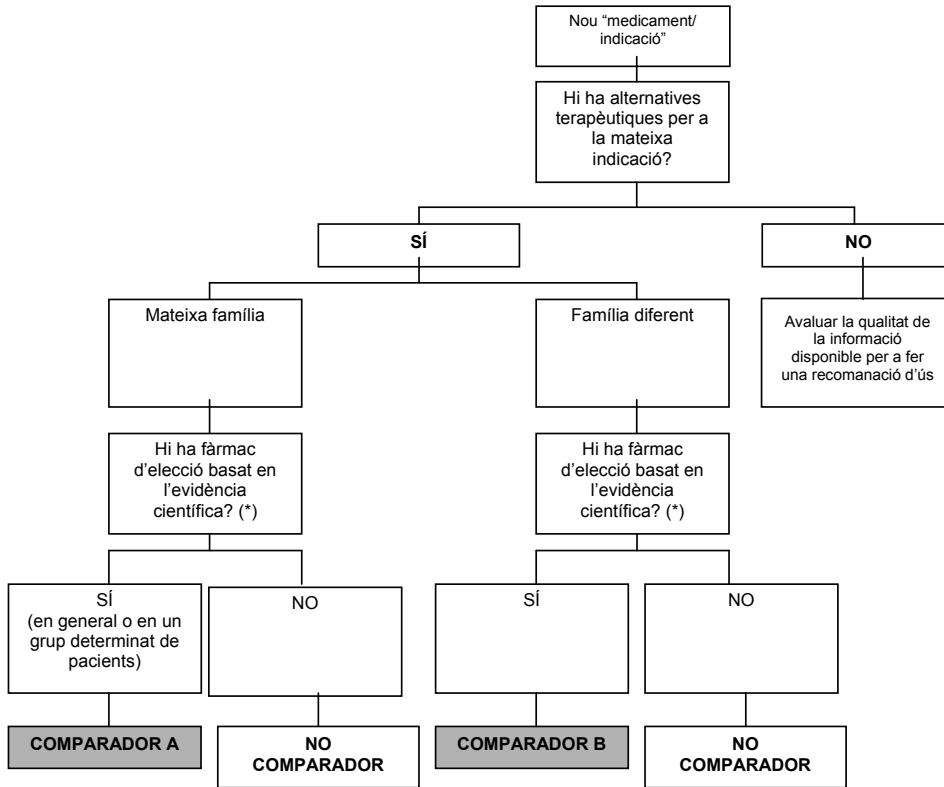 Nou “medicament/
indicació”
Hi ha alternatives
terapèutiques per a
la mateixa
indicació?
SÍ
NO
Mateixa família
Família diferent
Avaluar la qualitat de
la informació
disponible per a fer
una recomanació d’ús
Hi ha fàrmac
d’elecció basat en
l’evidència
científica? (*)
Hi ha fàrmac
d’elecció basat en
l’evidència
científica? (*)
SÍ
(en general o en un
grup determinat de
pacients)
NO
SÍ
NO
COMPARADOR A
NO
COMPARADOR
COMPARADOR B
NO
COMPARADOR